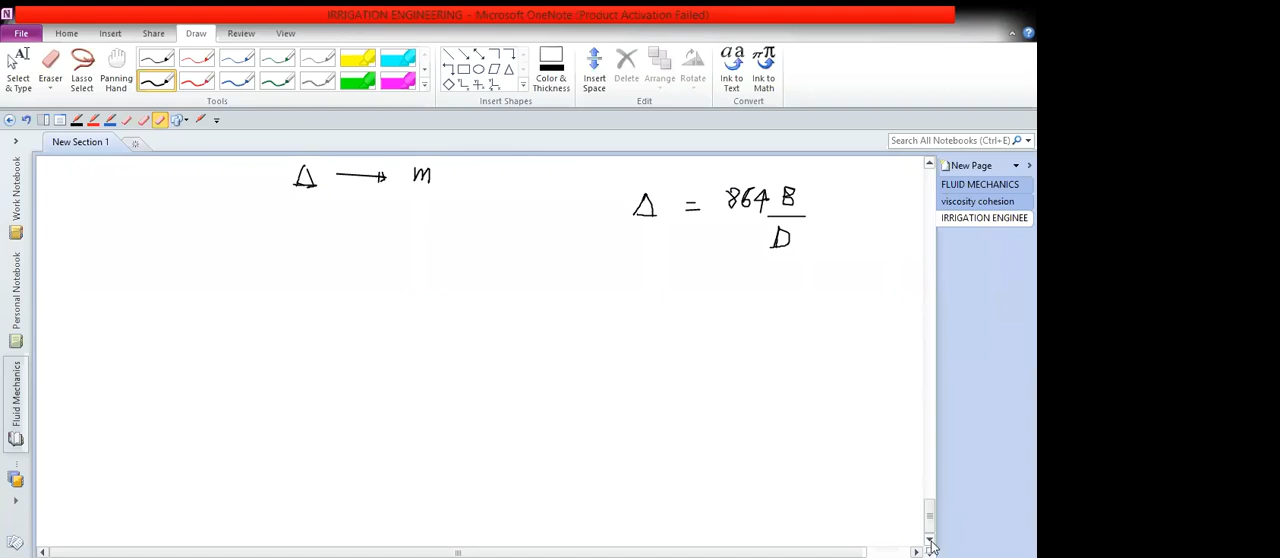 IRRIGATION ENGINEERING - Microsoft OneNote (Product Activation Failed)
File Home Insert Share Draw Review View
Select & Type
Eraser
Lasso Select
Panning Hand
Color & Thickness
Insert Space
Delete
Arrange
Rotate
Ink to Text
Ink to Math
Tools
Insert Shapes
Edit
Convert
New Section 1
Search All Notebooks (Ctrl+E)
Work Notebook
Personal Notebook
Fluid Mechanics
New Page
FLUID MECHANICS
viscosity cohesion
IRRIGATION ENGINEE
Δ → m
Δ = 864 B
D